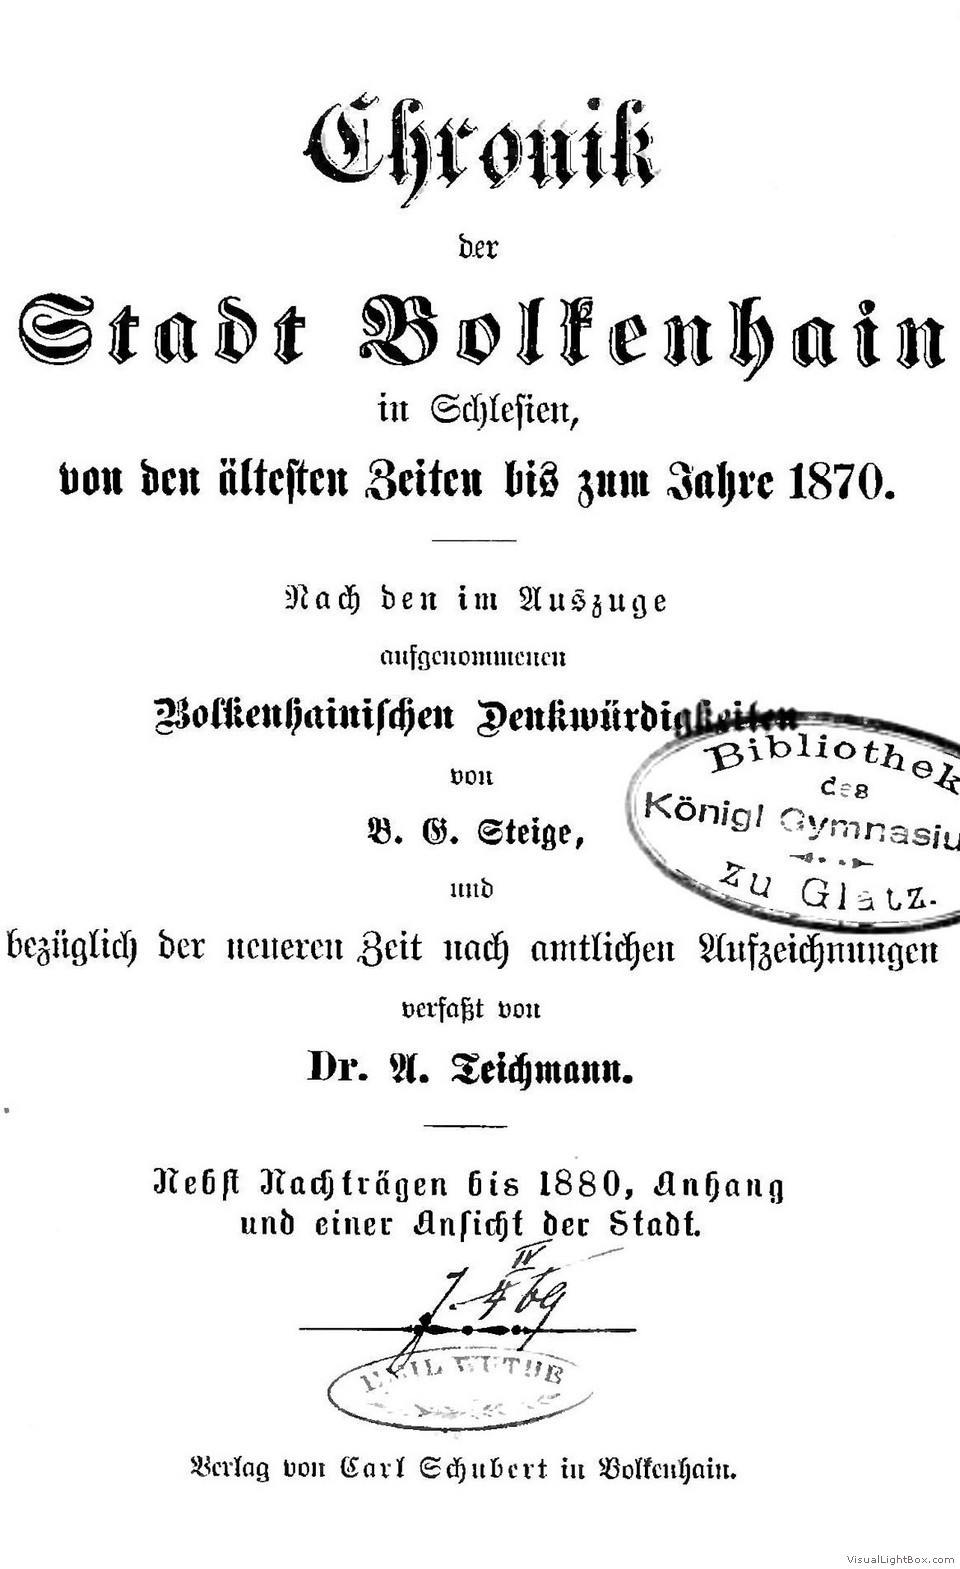 Chronik
der
Stadt Bolkenhain
in Schlesien,
von den ältesten Zeiten bis zum Jahre 1870.
Nach den im Auszuge
aufgenommenen
Bolkenhainischen Denkwürdigkeiten
von
B. G. Steige,
und
bezüglich der neueren Zeit nach amtlichen Aufzeichnungen
verfaßt von
Dr. A. Teichmann.
Nebst Nachträgen bis 1880, Anhang
und einer Ansicht der Stadt.
Verlag von Carl Schubert in Bolkenhain.
Bibliothek
des
Königl Gymnasiu
zu Glatz.
IV
VisualLightBox.com